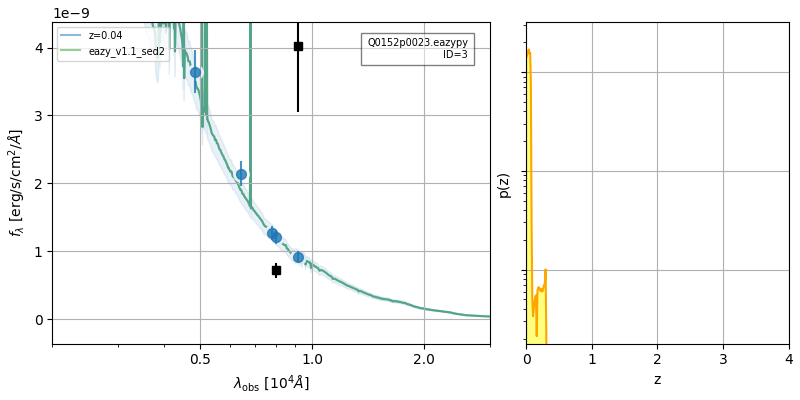 1e−9
z=0.04
eazy_v1.1_sed2
Q0152p0023.eazypy
ID=3
4
3
2
1
0
f_λ [erg/s/cm²/Å]
0.5 1.0 2.0
λ_obs [10⁴Å]
p(z)
0 1 2 3 4
z